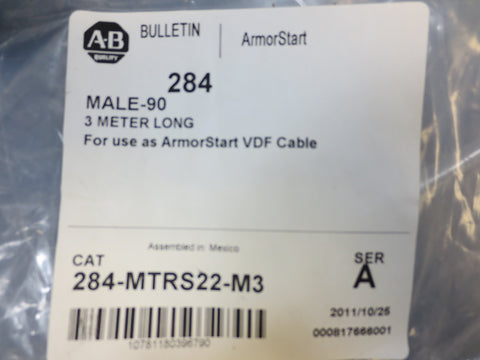 A-B
QUALITY
BULLETIN
ArmorStart
284
MALE-90
3 METER LONG
For use as ArmorStart VDF Cable
Assembled in Mexico
CAT
SER
284-MTRS22-M3
A
2011/10/25
10781180396790
000817666001